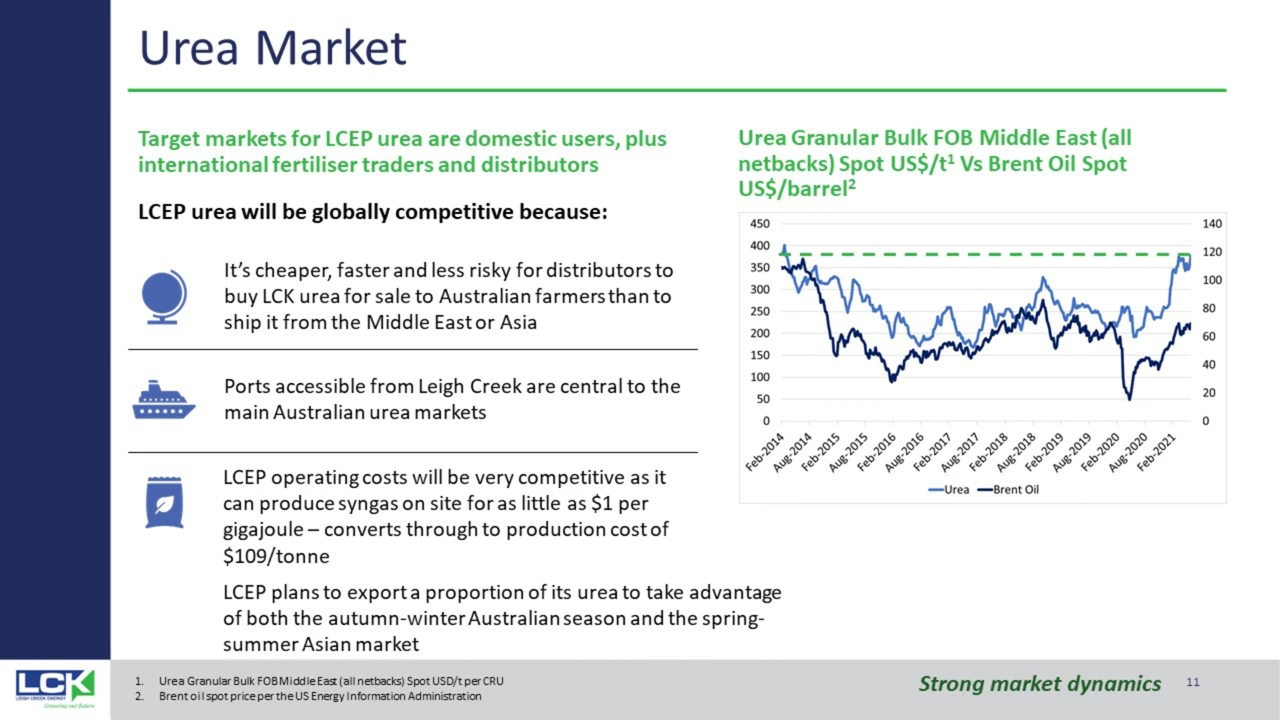 Urea Market
Target markets for LCEP urea are domestic users, plus
international fertiliser traders and distributors
LCEP urea will be globally competitive because:
It's cheaper, faster and less risky for distributors to
buy LCK urea for sale to Australian farmers than to
ship it from the Middle East or Asia
Ports accessible from Leigh Creek are central to the
main Australian urea markets
LCEP operating costs will be very competitive as it
can produce syngas on site for as little as $1 per
gigajoule – converts through to production cost of
$109/tonne
LCEP plans to export a proportion of its urea to take advantage
of both the autumn-winter Australian season and the spring-
summer Asian market
Urea Granular Bulk FOB Middle East (all
netbacks) Spot US$/t¹ Vs Brent Oil Spot
US$/barrel²
450
400
350
300
250
200
150
100
50
0
140
120
100
80
60
40
20
0
Feb-2014
Aug-2014
Feb-2015
Aug-2015
Feb-2016
Aug-2016
Feb-2017
Aug-2017
Feb-2018
Aug-2018
Feb-2019
Aug-2019
Feb-2020
Aug-2020
Feb-2021
Urea Brent Oil
LCK
LEIGH CREEK ENERGY
Growing our future
1. Urea Granular Bulk FOB Middle East (all netbacks) Spot USD/t per CRU
2. Brent oil spot price per the US Energy Information Administration
Strong market dynamics
11